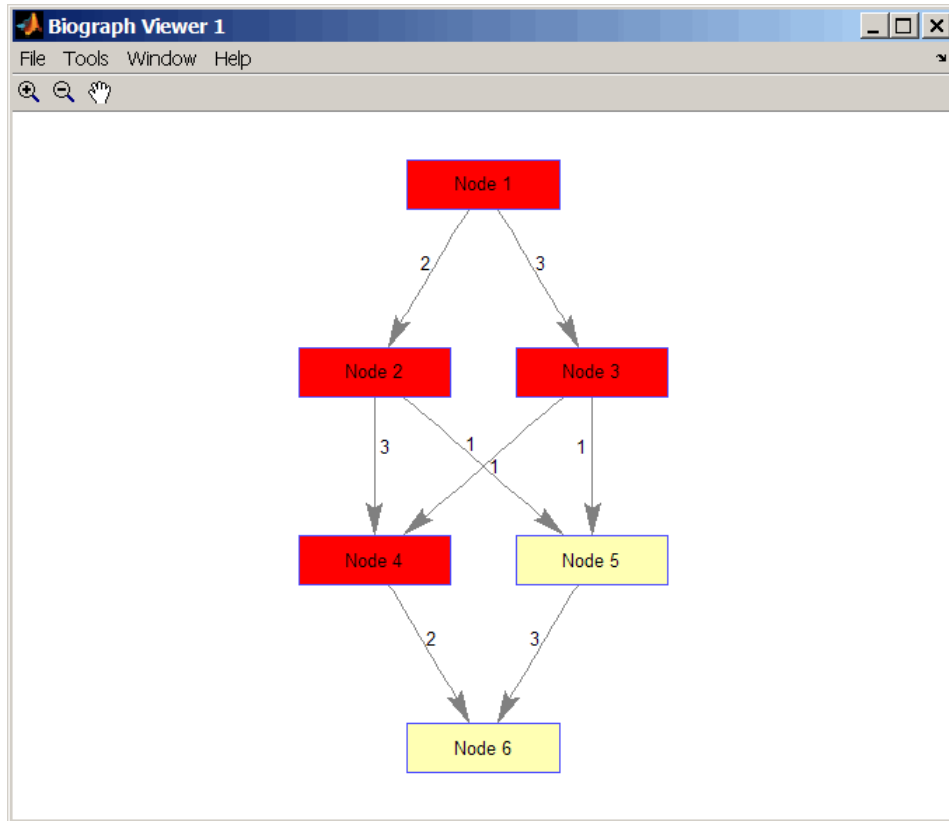 Biograph Viewer 1
File Tools Window Help
Node 1
2 3
Node 2 Node 3
3 1 1 1
Node 4 Node 5
2 3
Node 6